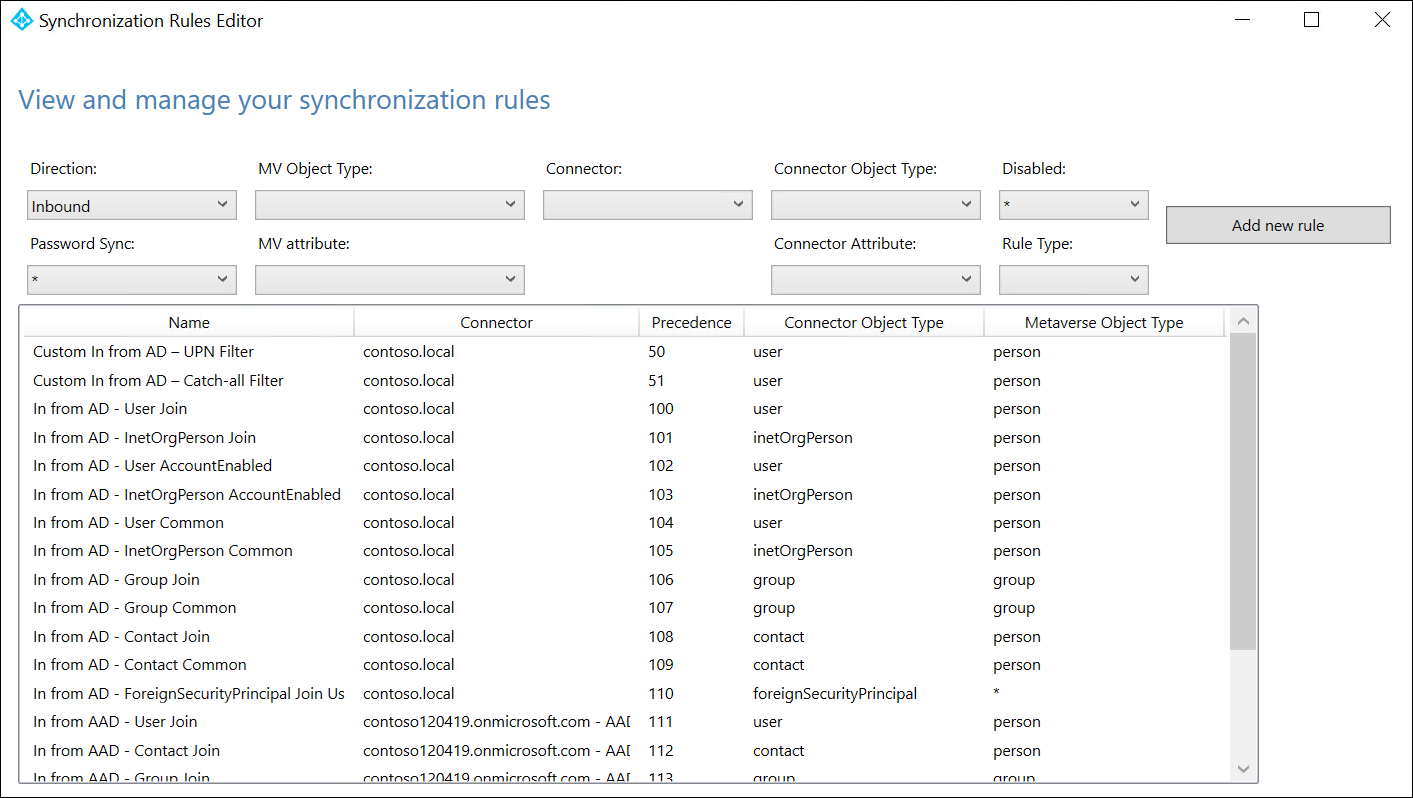 Synchronization Rules Editor
View and manage your synchronization rules
Direction: MV Object Type: Connector: Connector Object Type: Disabled:
Inbound *
Add new rule
Password Sync: MV attribute: Connector Attribute: Rule Type:
*
Name Connector Precedence Connector Object Type Metaverse Object Type
Custom In from AD – UPN Filter contoso.local 50 user person
Custom In from AD – Catch-all Filter contoso.local 51 user person
In from AD - User Join contoso.local 100 user person
In from AD - InetOrgPerson Join contoso.local 101 inetOrgPerson person
In from AD - User AccountEnabled contoso.local 102 user person
In from AD - InetOrgPerson AccountEnabled contoso.local 103 inetOrgPerson person
In from AD - User Common contoso.local 104 user person
In from AD - InetOrgPerson Common contoso.local 105 inetOrgPerson person
In from AD - Group Join contoso.local 106 group group
In from AD - Group Common contoso.local 107 group group
In from AD - Contact Join contoso.local 108 contact person
In from AD - Contact Common contoso.local 109 contact person
In from AD - ForeignSecurityPrincipal Join Us contoso.local 110 foreignSecurityPrincipal *
In from AAD - User Join contoso120419.onmicrosoft.com - AAD 111 user person
In from AAD - Contact Join contoso120419.onmicrosoft.com - AAD 112 contact person
In from AAD - Group Join contoso120419.onmicrosoft.com - AAD 113 group group